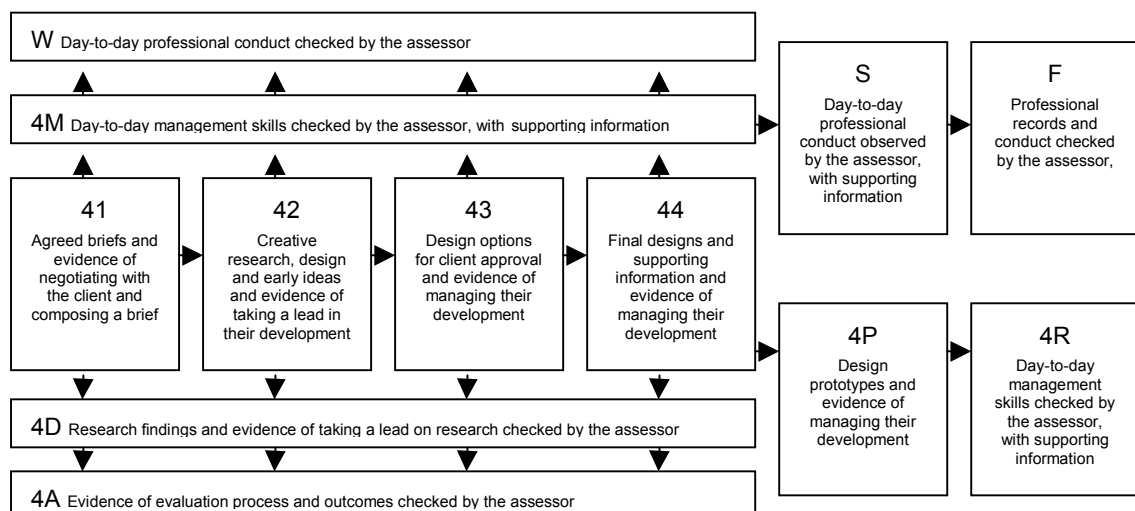 W Day-to-day professional conduct checked by the assessor
4M Day-to-day management skills checked by the assessor, with supporting information
41
Agreed briefs and
evidence of
negotiating with
the client and
composing a brief
42
Creative
research, design
and early ideas
and evidence of
taking a lead in
their development
43
Design options
for client approval
and evidence of
managing their
development
44
Final designs and
supporting
information and
evidence of
managing their
development
4D Research findings and evidence of taking a lead on research checked by the assessor
4A Evidence of evaluation process and outcomes checked by the assessor
S
Day-to-day
professional
conduct observed
by the assessor,
with supporting
information
F
Professional
records and
conduct checked
by the assessor,
4P
Design
prototypes and
evidence of
managing their
development
4R
Day-to-day
management
skills checked by
the assessor,
with supporting
information